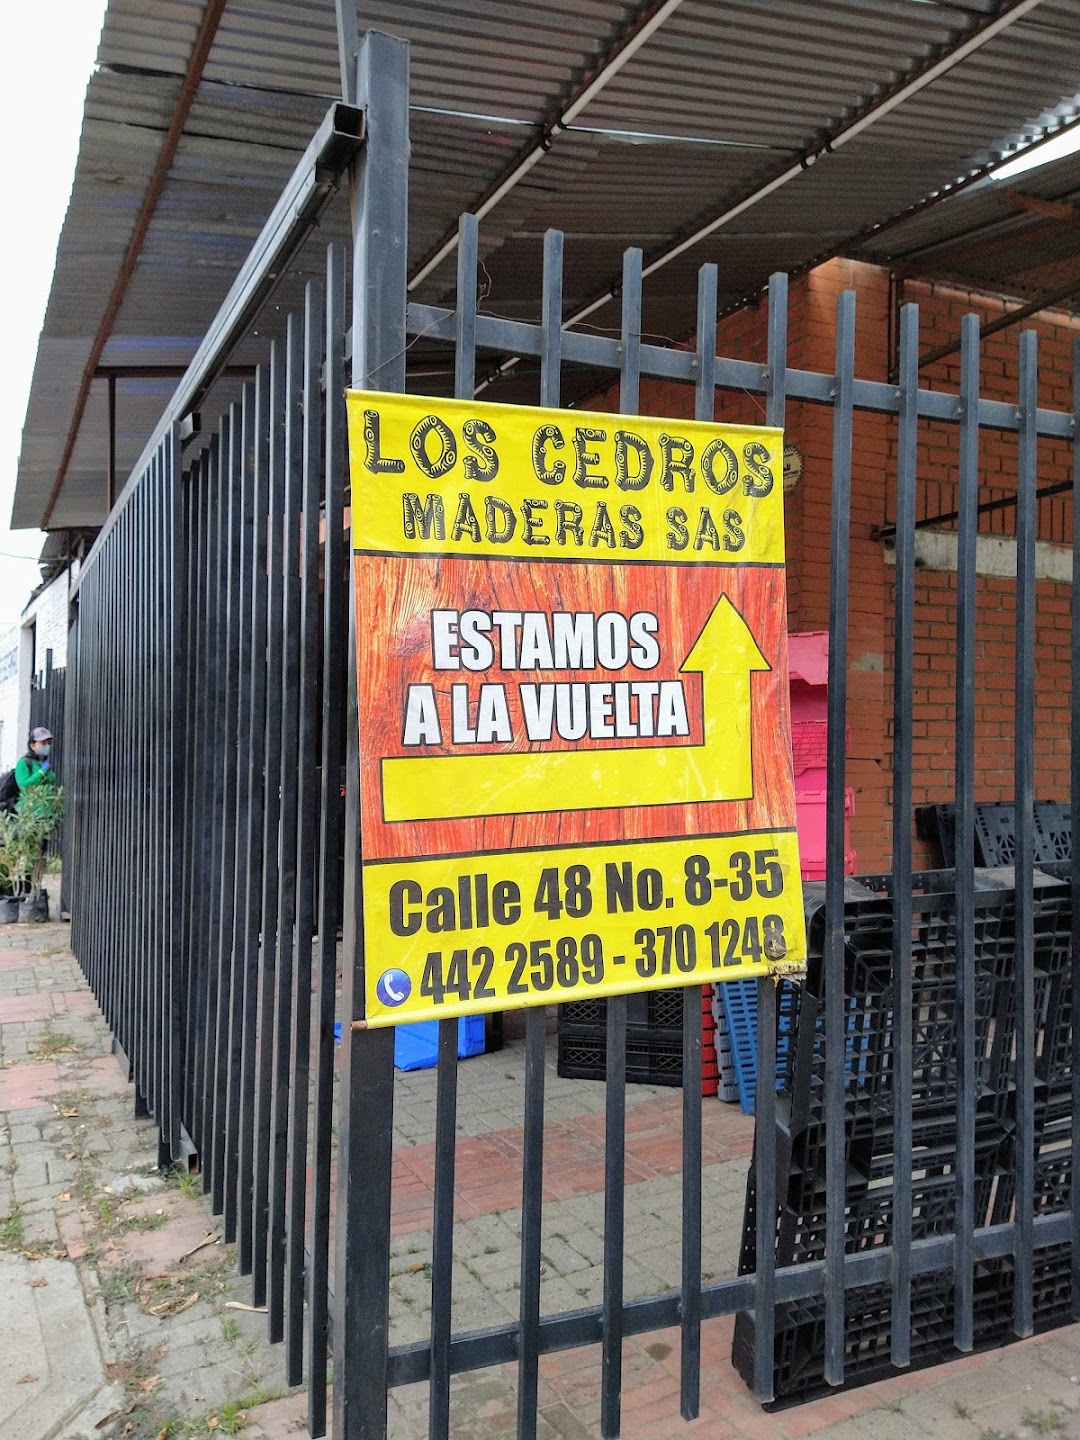 LOS CEDROS
MADERAS SAS
ESTAMOS
A LA VUELTA
Calle 48 No. 8-35
442 2589 - 370 1248